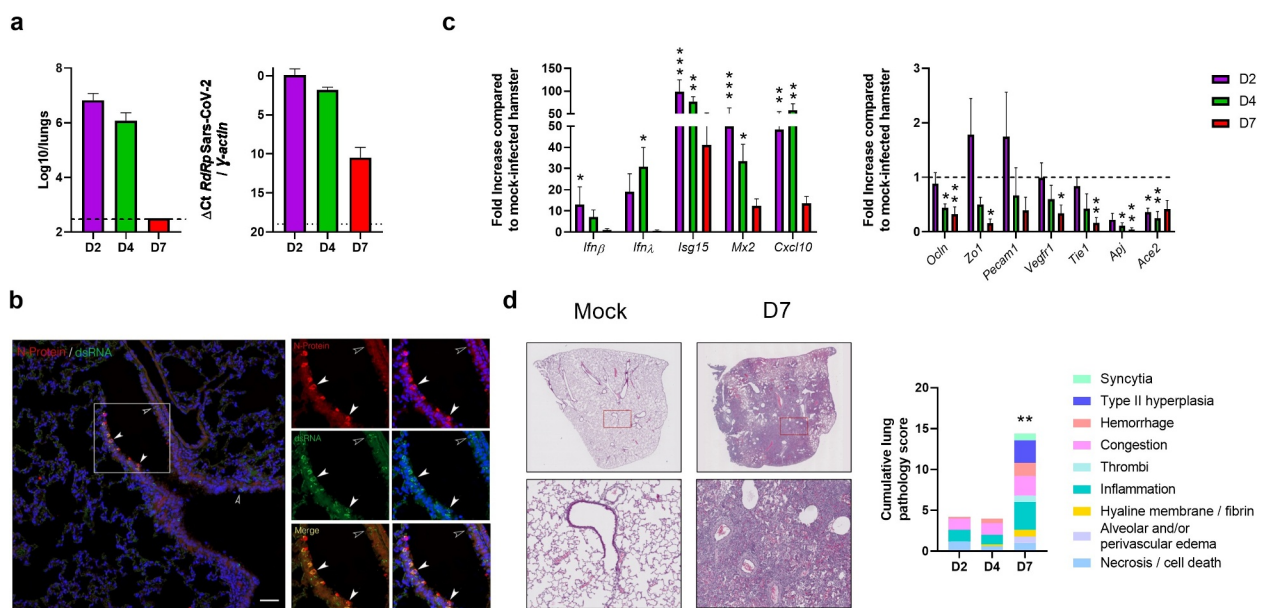 a
Log10/lungs
8
6
4
2
D2 D4 D7
ΔCt RdRpSars-CoV-2
/ γ-actin
0
5
10
15
20
D2 D4 D7
c
Fold Increase compared
to mock-infected hamster
150
100
50
40
30
20
10
0
* * *** ** *** * ** **
Ifnβ Ifnλ Isg15 Mx2 Cxcl10
Fold Increase compared
to mock-infected hamster
3
2
1
0
* ** * * ** * ** * **
Ocln Zo1 Pecam1 Vegfr1 Tie1 Apj Ace2
D2
D4
D7
b
N-Protein / dsRNA
N-Protein
dsRNA
Merge
d
Mock D7
Cumulative lung
pathology score
20
15
10
5
0
**
D2 D4 D7
Syncytia
Type II hyperplasia
Hemorrhage
Congestion
Thrombi
Inflammation
Hyaline membrane / fibrin
Alveolar and/or
perivascular edema
Necrosis / cell death